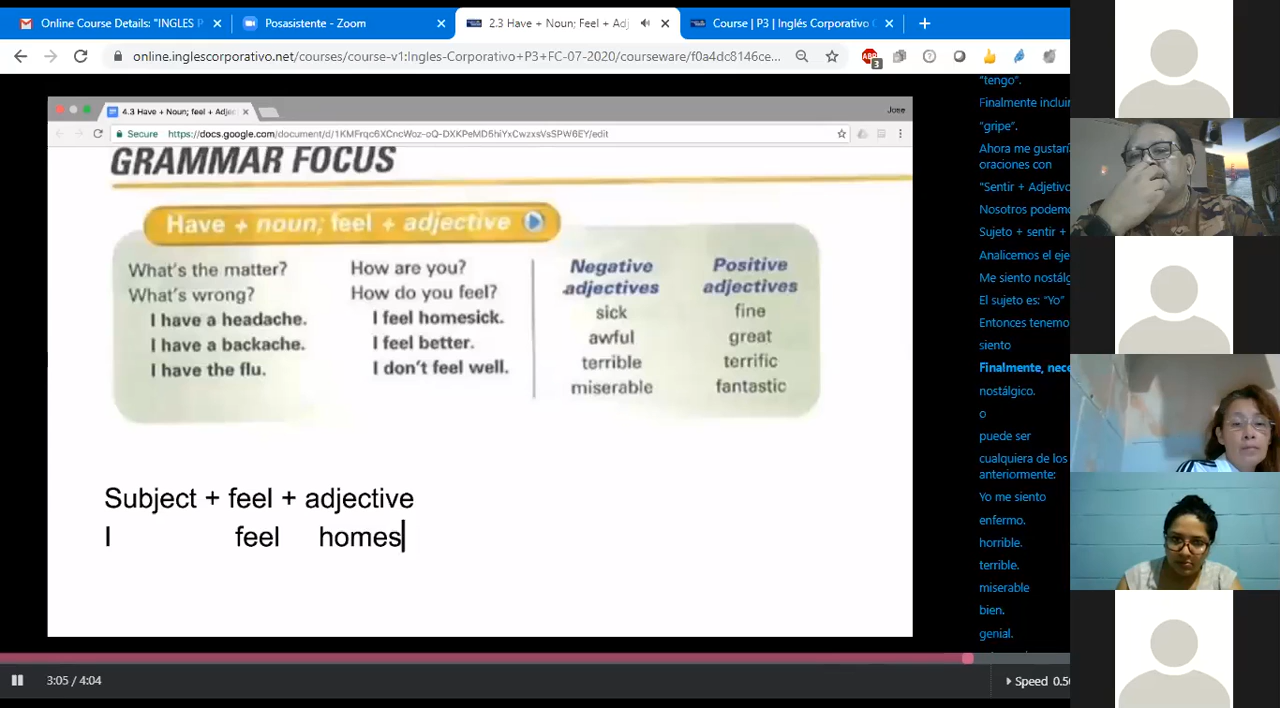 Online Course Details: "INGLES P
Posasistente - Zoom
2.3 Have + Noun; Feel + Adj
Course | P3 | Inglés Corporativo
online.inglescorporativo.net/courses/course-v1:Ingles-Corporativo+P3+FC-07-2020/courseware/f0a4dc8146ce...
ABP
3
4.3 Have + Noun; feel + Adje
Jose
Secure https://docs.google.com/document/d/1KMFrqc6XCncWoz-oQ-DXKPeMD5hiYxCwzxsVsSPW6EY/edit
GRAMMAR FOCUS
Have + noun; feel + adjective
What's the matter?
What's wrong?
I have a headache.
I have a backache.
I have the flu.
How are you?
How do you feel?
I feel homesick.
I feel better.
I don't feel well.
Negative
adjectives
sick
awful
terrible
miserable
Positive
adjectives
fine
great
terrific
fantastic
Subject + feel + adjective
I feel homes
"tengo".
Finalmente incluir
"gripe".
Ahora me gustarí
oraciones con
"Sentir + Adjetivo
Nosotros podemo
Sujeto + sentir +
Analicemos el eje
Me siento nostálg
El sujeto es: "Yo"
Entonces tenemo
siento
Finalmente, nece
nostálgico.
o
puede ser
cualquiera de los
anteriormente:
Yo me siento
enfermo.
horrible.
terrible.
miserable
bien.
genial.
3:05 / 4:04
Speed 0.50